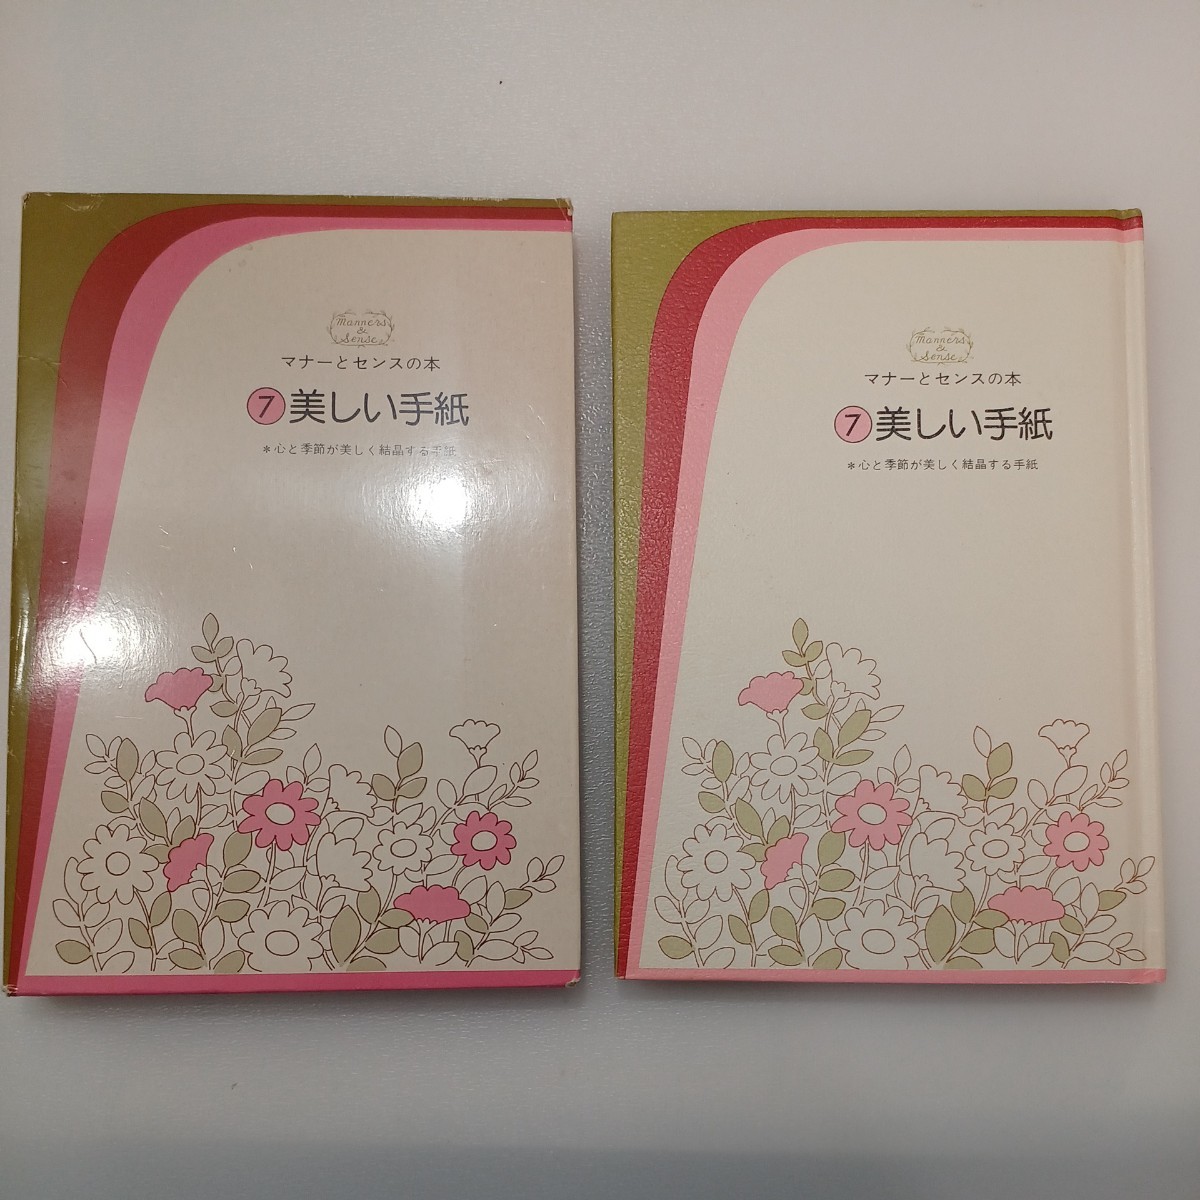 Manners
&
Sense
マナーとセンスの本
7 美しい手紙
＊心と季節が美しく結晶する手紙
Manners
&
Sense
マナーとセンスの本
7 美しい手紙
＊心と季節が美しく結晶する手紙